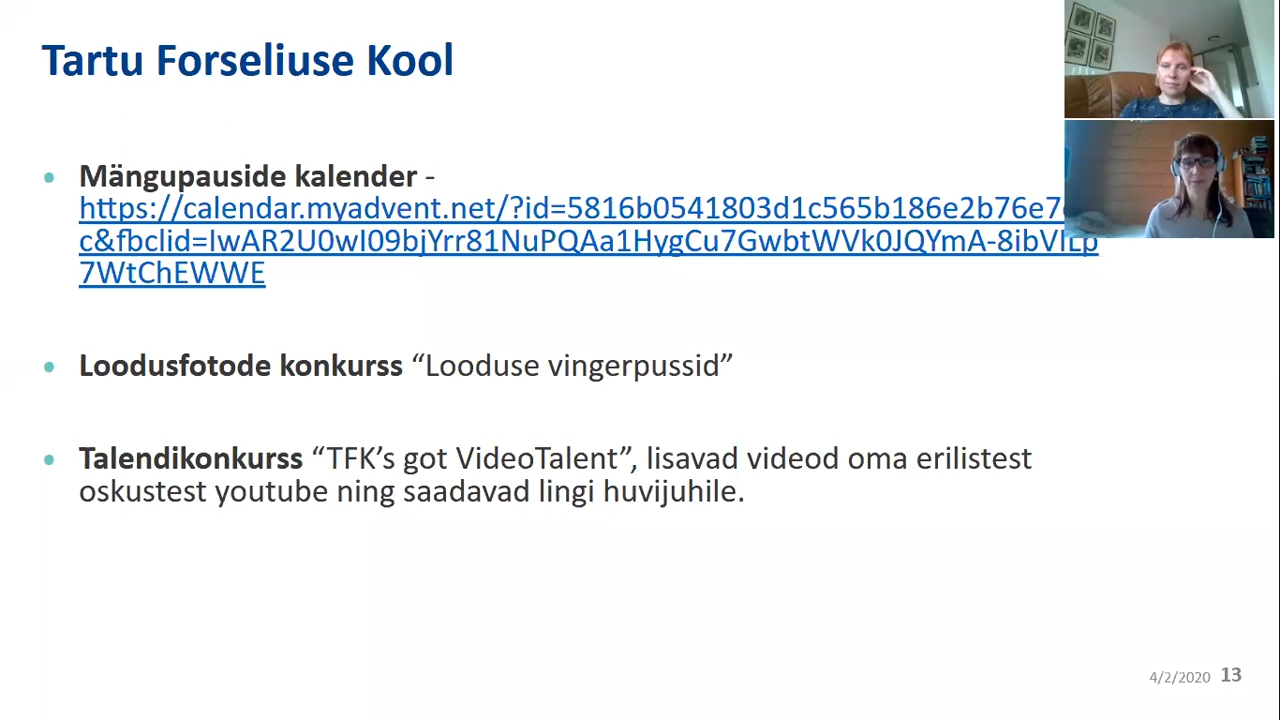 Tartu Forseliuse Kool
• Mängupauside kalender -
https://calendar.myadvent.net/?id=5816b0541803d1c565b186e2b76e7
c&fbclid=IwAR2U0wI09bjYrr81NuPQAa1HygCu7GwbtWVk0JQYmA-8ibVlLp
7WtChEWWE
• Loodusfotode konkurss “Looduse vingerpussid”
• Talendikonkurss “TFK’s got VideoTalent”, lisavad videod oma erilistest
oskustest youtube ning saadavad lingi huvijuhile.
4/2/2020 13